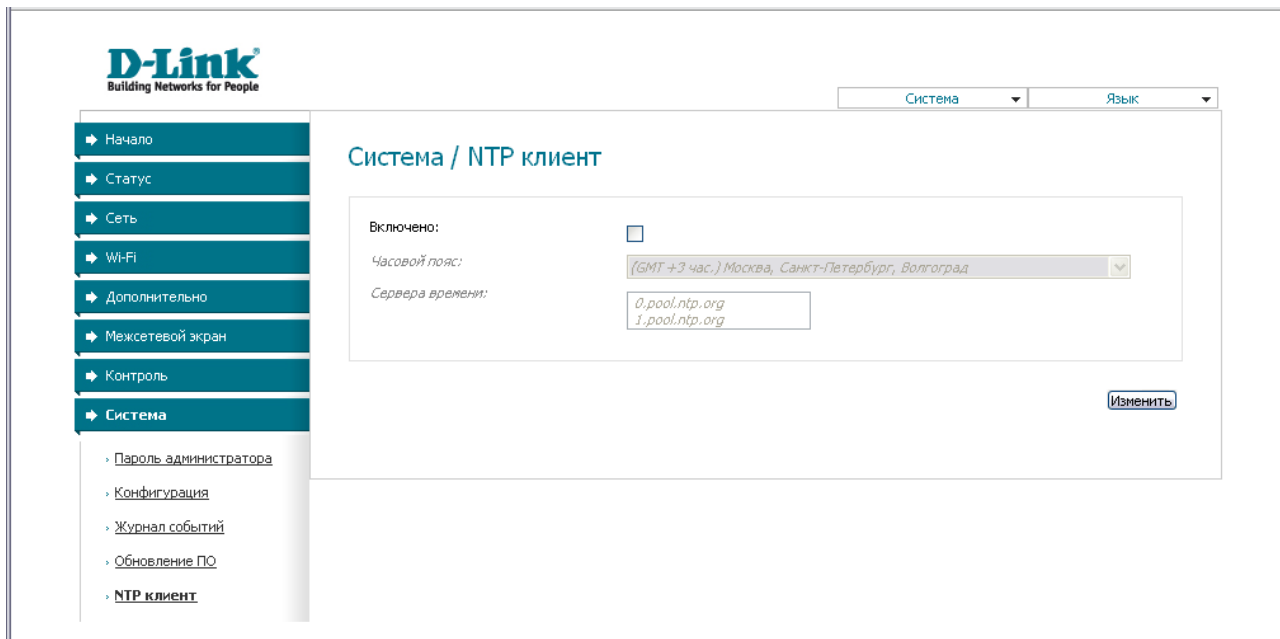 D-Link
Building Networks for People
Система
Язык
Начало
Статус
Сеть
Wi-Fi
Дополнительно
Межсетевой экран
Контроль
Система
Пароль администратора
Конфигурация
Журнал событий
Обновление ПО
NTP клиент
Система / NTP клиент
Включено:
Часовой пояс:
(GMT +3 час.) Москва, Санкт-Петербург, Волгоград
Сервера времени:
0.pool.ntp.org
1.pool.ntp.org
Изменить